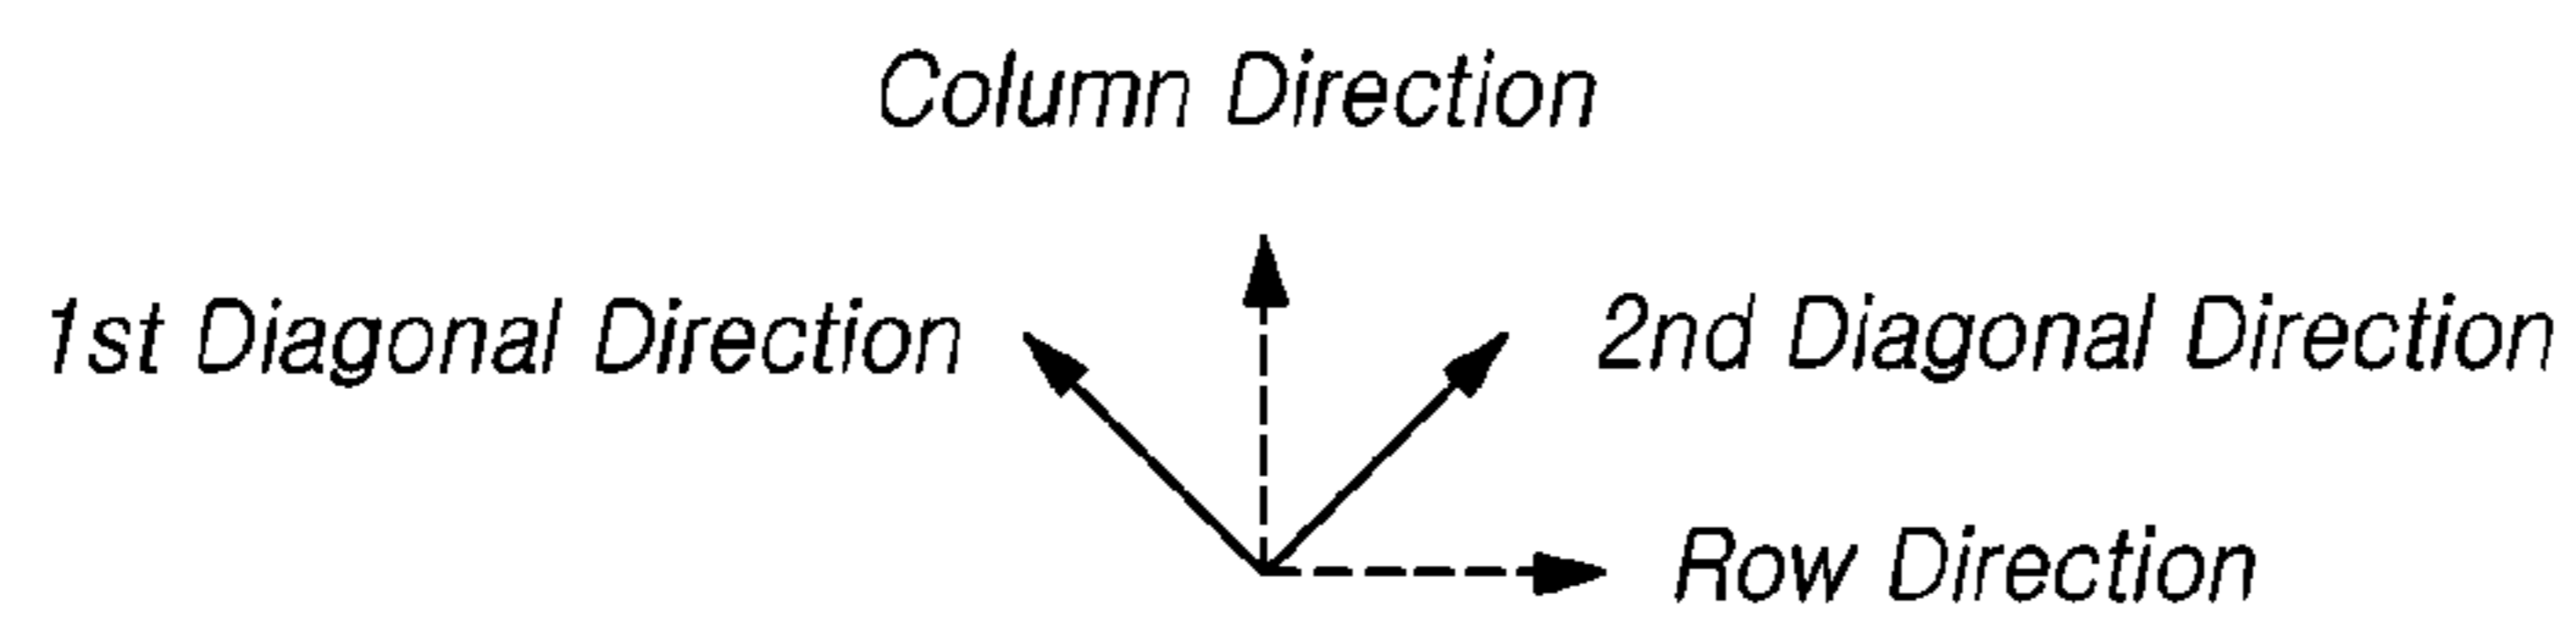 Column Direction
1st Diagonal Direction
2nd Diagonal Direction
Row Direction